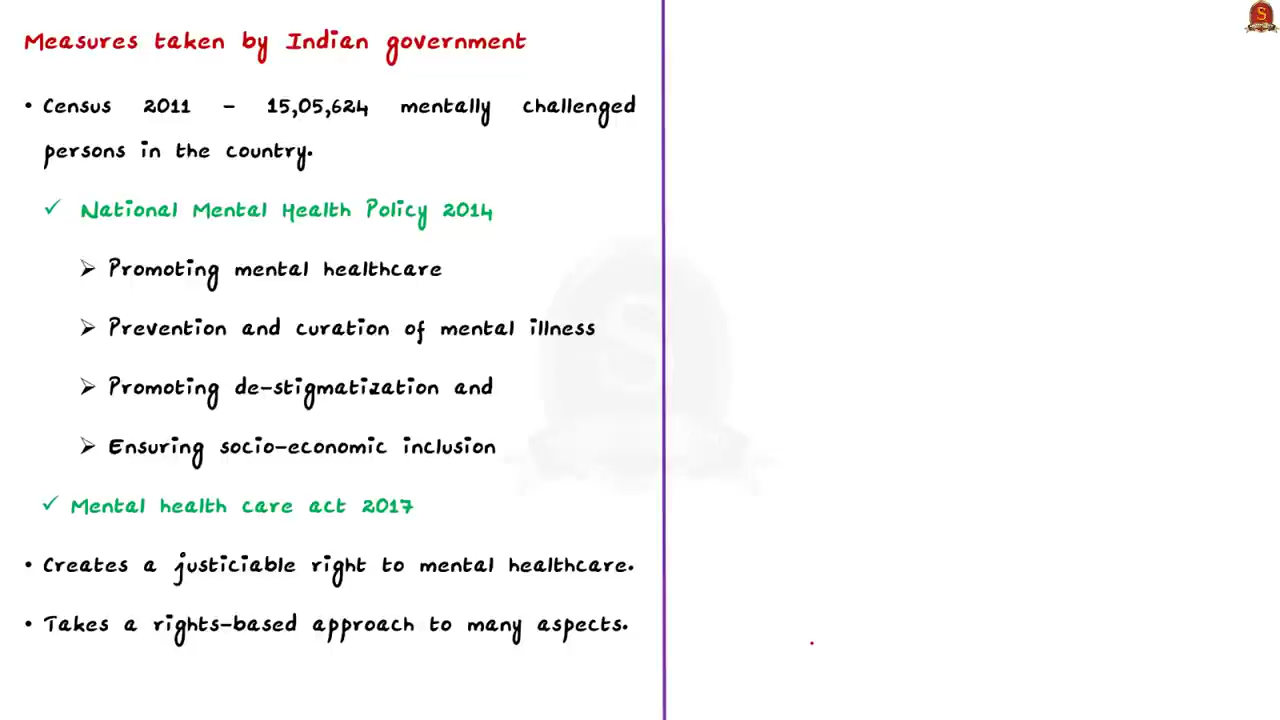 Measures taken by Indian government
• Census 2011 - 15,05,624 mentally challenged
persons in the country.
✓ National Mental Health Policy 2014
➢ Promoting mental healthcare
➢ Prevention and curation of mental illness
➢ Promoting de-stigmatization and
➢ Ensuring socio-economic inclusion
✓ Mental health care act 2017
• Creates a justiciable right to mental healthcare.
• Takes a rights-based approach to many aspects.
S
S